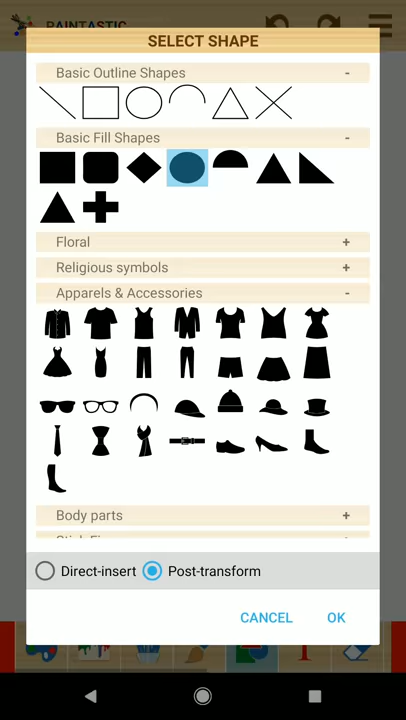 PAINTASTIC
SELECT SHAPE
Basic Outline Shapes -
Basic Fill Shapes -
Floral +
Religious symbols +
Apparels & Accessories -
Body parts +
Direct-insert Post-transform
CANCEL OK
T